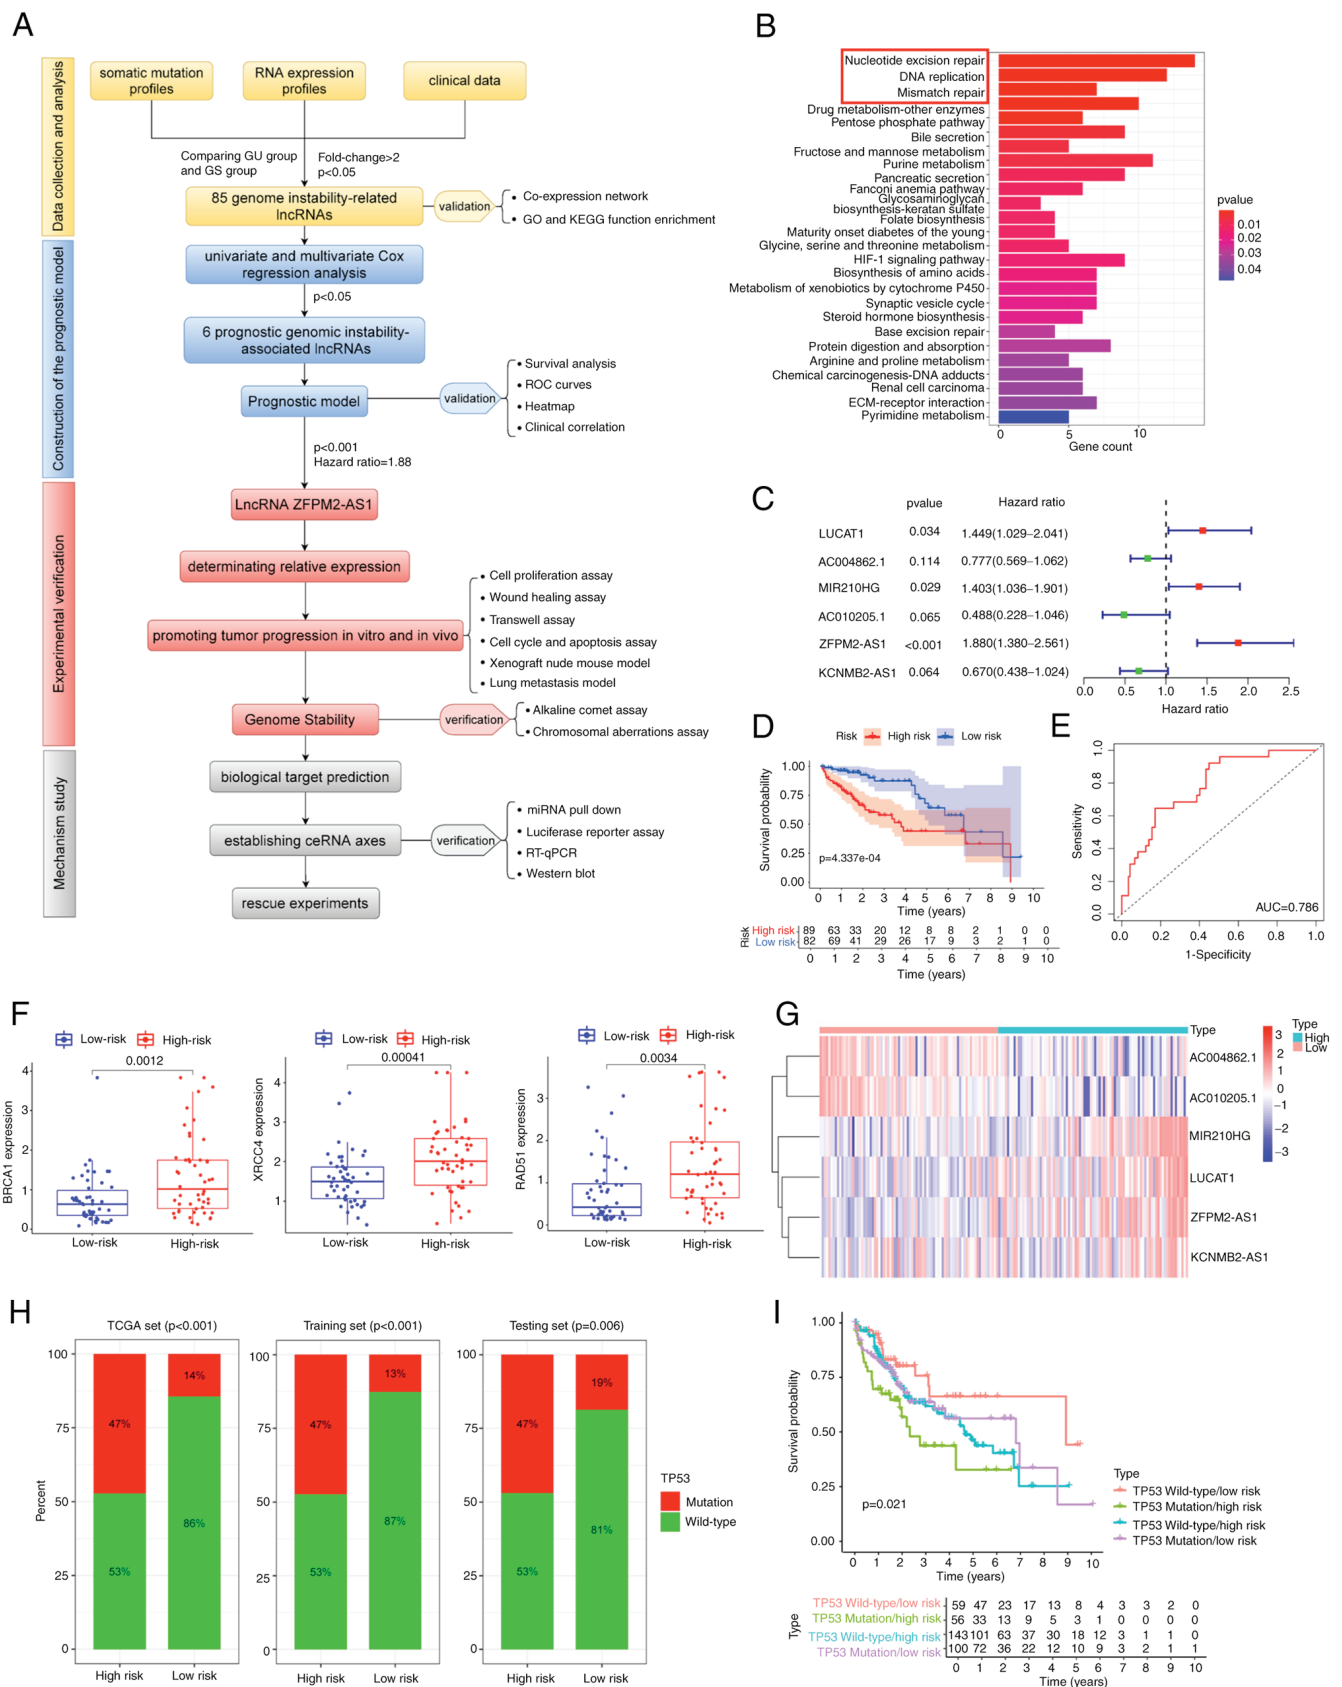 A
Data collection and analysis
somatic mutation
profiles
RNA expression
profiles
clinical data
Comparing GU group
and GS group
Fold-change>2
p<0.05
85 genome instability-related
lncRNAs
validation
• Co-expression network
• GO and KEGG function enrichment
Construction of the prognostic model
univariate and multivariate Cox
regression analysis
p<0.05
6 prognostic genomic instability-
associated lncRNAs
Prognostic model
validation
• Survival analysis
• ROC curves
• Heatmap
• Clinical correlation
p<0.001
Hazard ratio=1.88
Experimental verification
LncRNA ZFPM2-AS1
determinating relative expression
promoting tumor progression in vitro and in vivo
• Cell proliferation assay
• Wound healing assay
• Transwell assay
• Cell cycle and apoptosis assay
• Xenograft nude mouse model
• Lung metastasis model
Genome Stability
verification
• Alkaline comet assay
• Chromosomal aberrations assay
Mechanism study
biological target prediction
establishing ceRNA axes
verification
• miRNA pull down
• Luciferase reporter assay
• RT-qPCR
• Western blot
rescue experiments
B
Nucleotide excision repair
DNA replication
Mismatch repair
Drug metabolism-other enzymes
Pentose phosphate pathway
Bile secretion
Fructose and mannose metabolism
Purine metabolism
Pancreatic secretion
Fanconi anemia pathway
Glycosaminoglycan
biosynthesis-keratan sulfate
Folate biosynthesis
Maturity onset diabetes of the young
Glycine, serine and threonine metabolism
HIF-1 signaling pathway
Biosynthesis of amino acids
Metabolism of xenobiotics by cytochrome P450
Synaptic vesicle cycle
Steroid hormone biosynthesis
Base excision repair
Protein digestion and absorption
Arginine and proline metabolism
Chemical carcinogenesis-DNA adducts
Renal cell carcinoma
ECM-receptor interaction
Pyrimidine metabolism
0 5 10
Gene count
pvalue
0.01
0.02
0.03
0.04
C
pvalue Hazard ratio
LUCAT1 0.034 1.449(1.029–2.041)
AC004862.1 0.114 0.777(0.569–1.062)
MIR210HG 0.029 1.403(1.036–1.901)
AC010205.1 0.065 0.488(0.228–1.046)
ZFPM2-AS1 <0.001 1.880(1.380–2.561)
KCNMB2-AS1 0.064 0.670(0.438–1.024)
0.0 0.5 1.0 1.5 2.0 2.5
Hazard ratio
D
Risk High risk Low risk
Survival probability
1.00
0.75
0.50
0.25
0.00
p=4.337e-04
0 1 2 3 4 5 6 7 8 9 10
Time (years)
Risk
High risk 89 63 33 20 12 8 8 2 1 0 0
Low risk 82 69 41 29 26 17 9 3 2 1 0
0 1 2 3 4 5 6 7 8 9 10
Time (years)
E
Sensitivity
1.0
0.8
0.6
0.4
0.2
0.0
AUC=0.786
0.0 0.2 0.4 0.6 0.8 1.0
1-Specificity
F
Low-risk High-risk
0.0012
BRCA1 expression
4
3
2
1
0
Low-risk High-risk
Low-risk High-risk
0.00041
XRCC4 expression
4
3
2
1
Low-risk High-risk
Low-risk High-risk
0.0034
RAD51 expression
3
2
1
0
Low-risk High-risk
G
Type
AC004862.1
AC010205.1
MIR210HG
LUCAT1
ZFPM2-AS1
KCNMB2-AS1
3
2
1
0
−1
−2
−3
Type
High
Low
H
Percent
TCGA set (p<0.001)
100
75
50
25
0
47%
53%
14%
86%
High risk Low risk
Training set (p<0.001)
100
75
50
25
0
47%
53%
13%
87%
High risk Low risk
Testing set (p=0.006)
100
75
50
25
0
47%
53%
19%
81%
High risk Low risk
TP53
Mutation
Wild-type
I
Survival probability
1.00
0.75
0.50
0.25
0.00
p=0.021
0 1 2 3 4 5 6 7 8 9 10
Time (years)
Type
TP53 Wild-type/low risk
TP53 Mutation/high risk
TP53 Wild-type/high risk
TP53 Mutation/low risk
Type
TP53 Wild-type/low risk 59 47 23 17 13 8 4 3 3 2 0
TP53 Mutation/high risk 56 33 13 9 5 3 1 0 0 0 0
TP53 Wild-type/high risk 143 101 63 37 30 18 12 3 1 1 0
TP53 Mutation/low risk 100 72 36 22 12 10 9 3 2 1 1
0 1 2 3 4 5 6 7 8 9 10
Time (years)